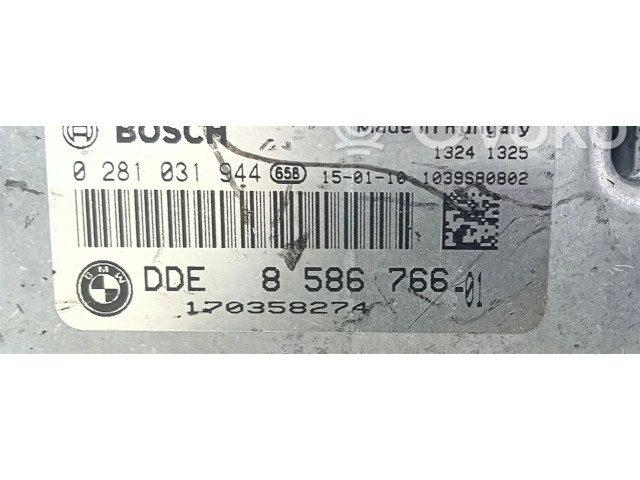 BOSCH
Made in Hungary
1324 1325
0 281 031 944 658 15-01-10 1039S80802
BMW
DDE 8 586 766-01
170358274